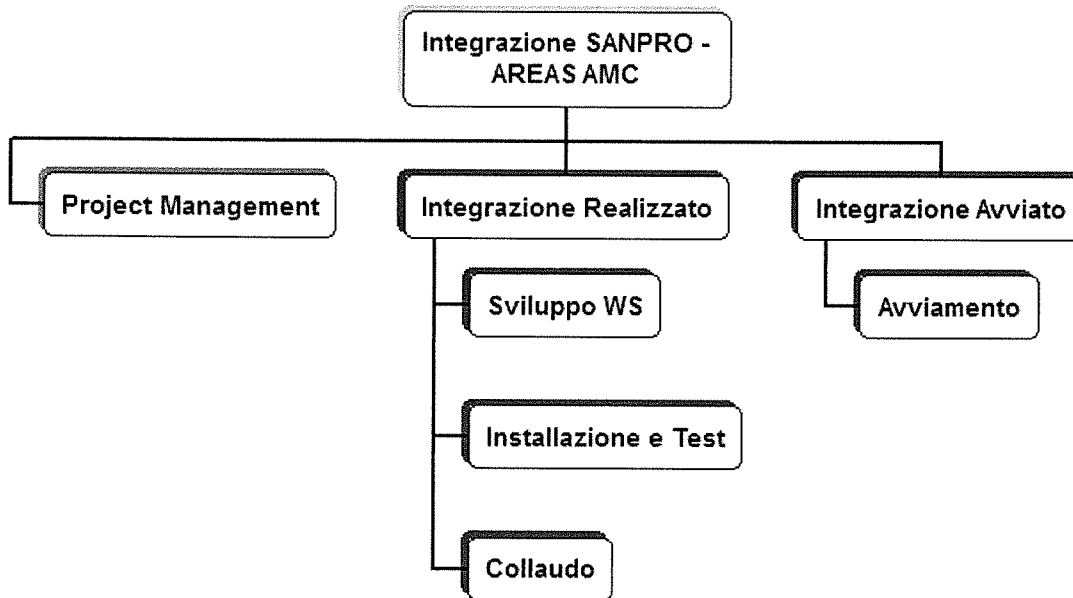 Integrazione SANPRO -
AREAS AMC
Project Management
Integrazione Realizzato
Integrazione Avviato
Sviluppo WS
Avviamento
Installazione e Test
Collaudo